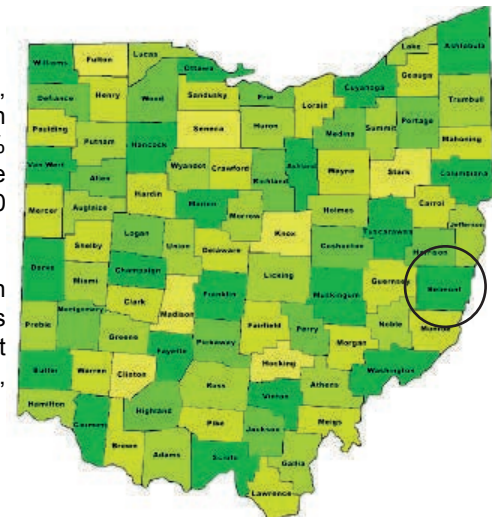 Ashtabula
Lake
Williams Fulton Lucas Ottawa Geauga
Cuyahoga
Defiance Henry Wood Sandusky Erie Lorain Trumbull
Paulding Seneca Huron Medina Summit Portage
Putnam Hancock Mahoning
Van Wert Wyandot Crawford Ashland Wayne Stark Columbiana
Allen Richland
Mercer Auglaize Hardin Marion Morrow Holmes Carrol
Tuscarawas Jefferson
Shelby Logan Union Delaware Knox Coshocton Harrison
Darke Champaign Licking Guernsey Belmont
Miami Franklin Muskingum
Clark Madison
Preble Montgomery Fairfield Perry Noble Monroe
Greene Pickaway Morgan
Fayette
Butler Warren Clinton Hocking Washington
Ross Athens
Hamilton Vinton
Highland
Clermont Pike Jackson Meigs
Brown Adams Scioto Gallia
Lawrence